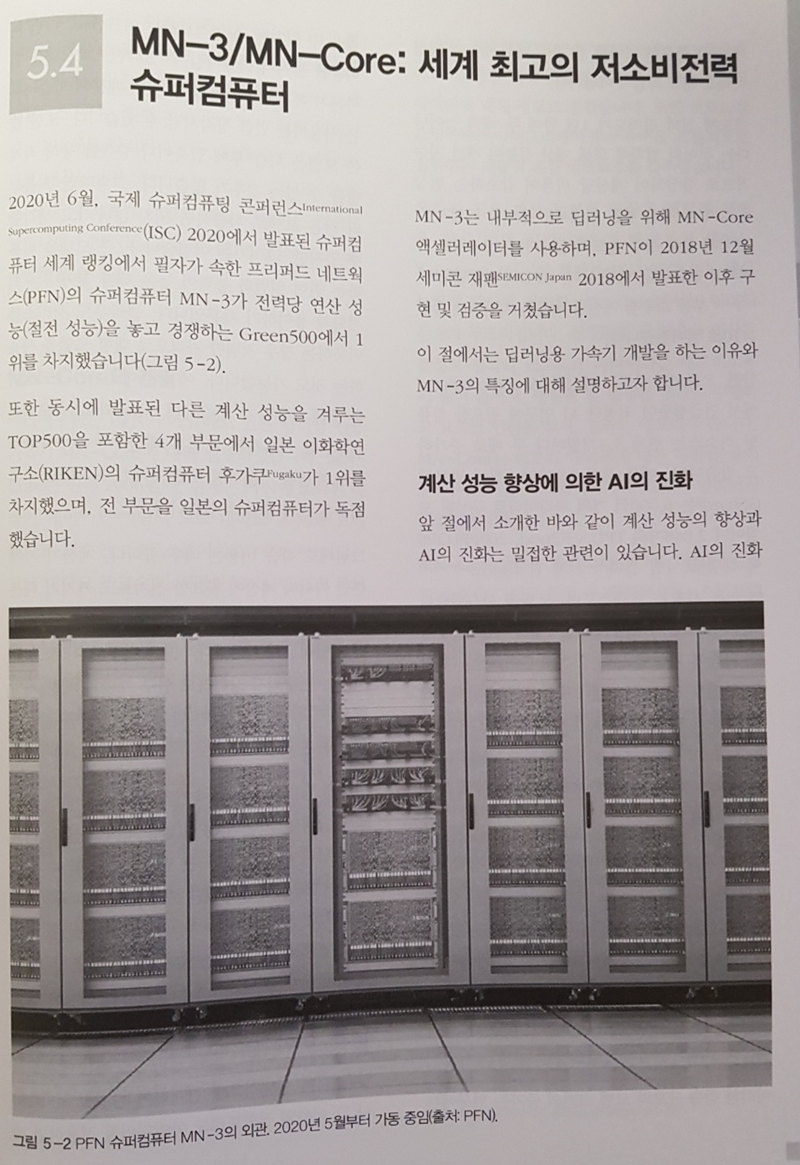 5.4
MN-3/MN-Core: 세계 최고의 저소비전력
슈퍼컴퓨터
2020년 6월, 국제 슈퍼컴퓨팅 콘퍼런스International
Supercomputing Conference(ISC) 2020에서 발표된 슈퍼컴
퓨터 세계 랭킹에서 필자가 속한 프리퍼드 네트웍
스(PFN)의 슈퍼컴퓨터 MN-3가 전력당 연산 성
능(절전 성능)을 놓고 경쟁하는 Green500에서 1
위를 차지했습니다(그림 5-2).
또한 동시에 발표된 다른 계산 성능을 겨루는
TOP500을 포함한 4개 부문에서 일본 이화학연
구소(RIKEN)의 슈퍼컴퓨터 후가쿠Fugaku가 1위를
차지했으며, 전 부문을 일본의 슈퍼컴퓨터가 독점
했습니다.
MN-3는 내부적으로 딥러닝을 위해 MN-Core
액셀러레이터를 사용하며, PFN이 2018년 12월
세미콘 재팬SEMICON Japan 2018에서 발표한 이후 구
현 및 검증을 거쳤습니다.
이 절에서는 딥러닝용 가속기 개발을 하는 이유와
MN-3의 특징에 대해 설명하고자 합니다.
계산 성능 향상에 의한 AI의 진화
앞 절에서 소개한 바와 같이 계산 성능의 향상과
AI의 진화는 밀접한 관련이 있습니다. AI의 진화
그림 5-2 PFN 슈퍼컴퓨터 MN-3의 외관. 2020년 5월부터 가동 중임(출처: PFN).